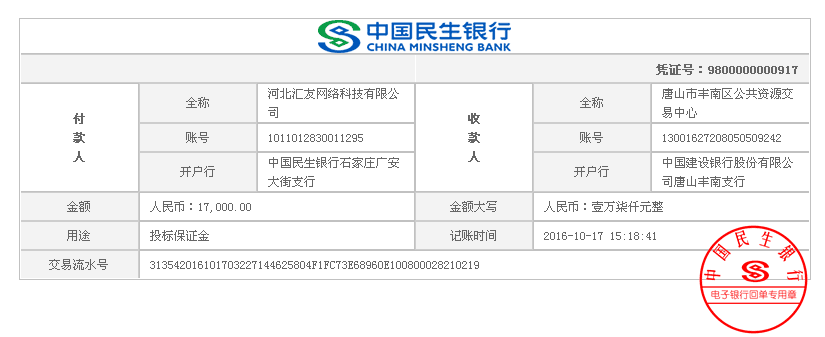 中国民生银行
CHINA MINSHENG BANK
凭证号：9800000000917
付
款
人
全称
河北汇友网络科技有限公
司
账号
1011012830011295
开户行
中国民生银行石家庄广安
大街支行
收
款
人
全称
唐山市丰南区公共资源交
易中心
账号
13001627208050509242
开户行
中国建设银行股份有限公
司唐山丰南支行
金额
人民币：17,000.00
金额大写
人民币：壹万柒仟元整
用途
投标保证金
记账时间
2016-10-17 15:18:41
交易流水号
313542016101703227144625804F1FC73E68960E100800028210219
中国民生银行
电子银行回单专用章